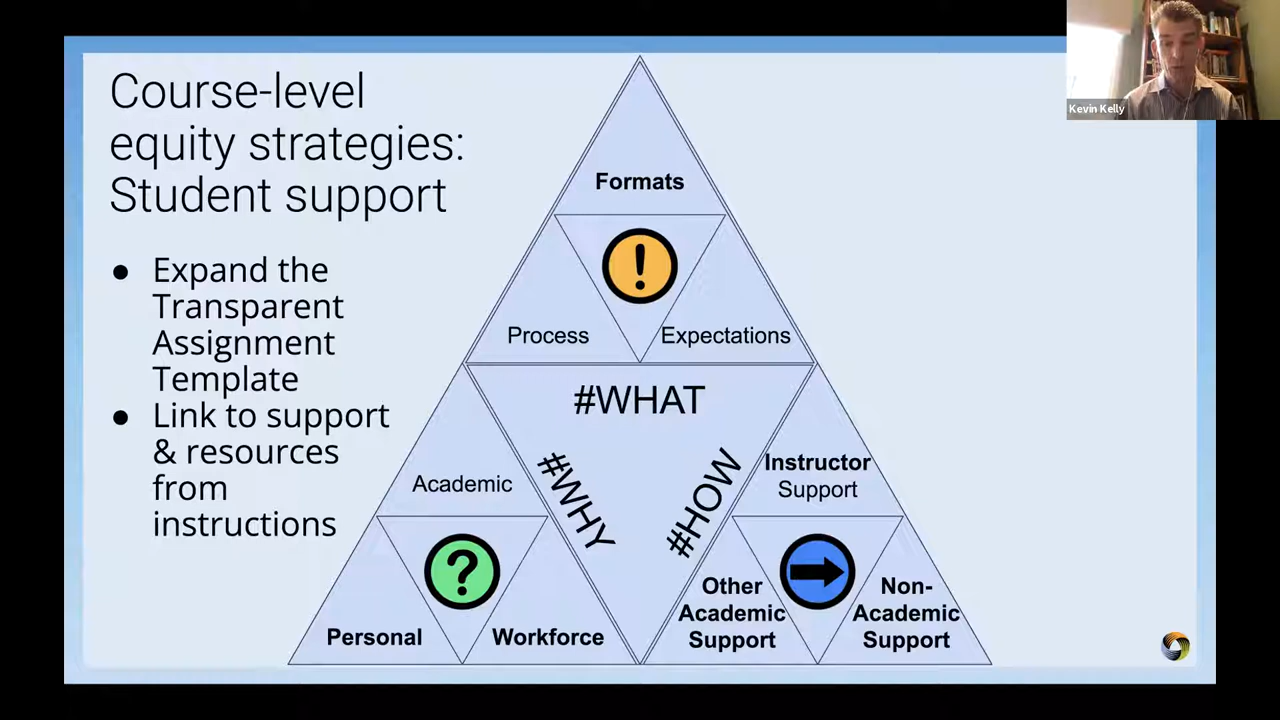 Course-level
equity strategies:
Student support
● Expand the
Transparent
Assignment
Template
● Link to support
& resources
from
instructions
Formats
!
Process
Expectations
#WHAT
#WHY
#HOW
Academic
?
Personal
Workforce
Instructor
Support
Other
Academic
Support
Non-
Academic
Support
Kevin Kelly